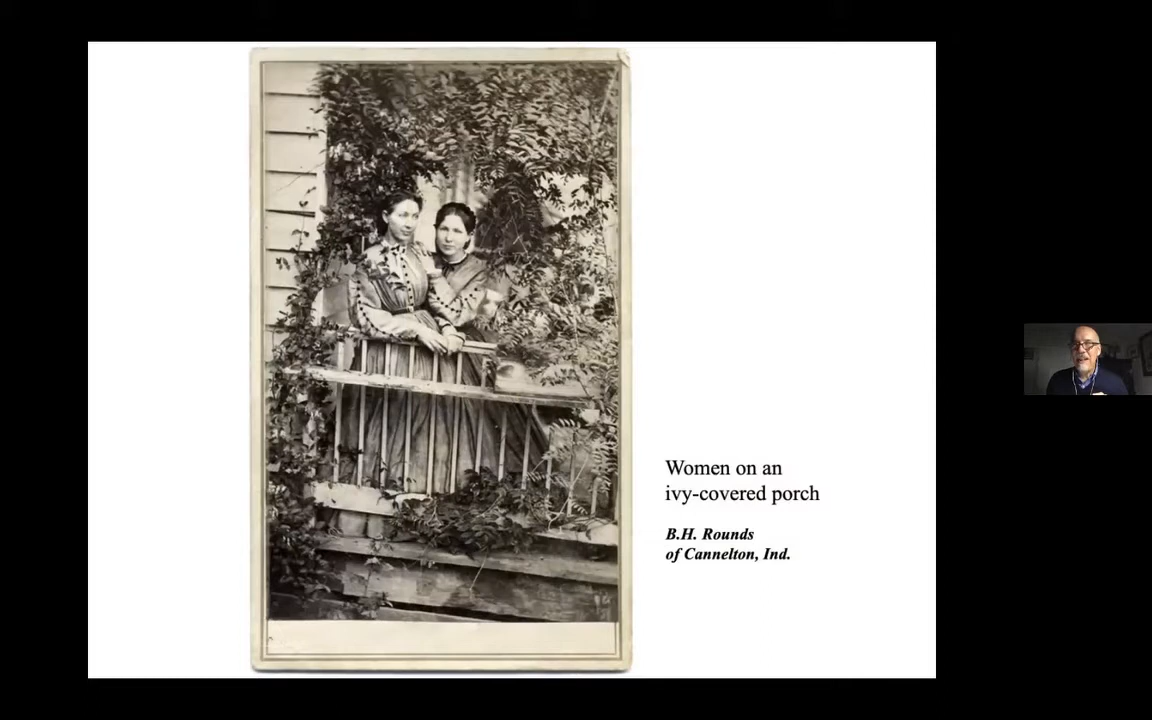 Women on an
ivy-covered porch
B.H. Rounds
of Cannelton, Ind.